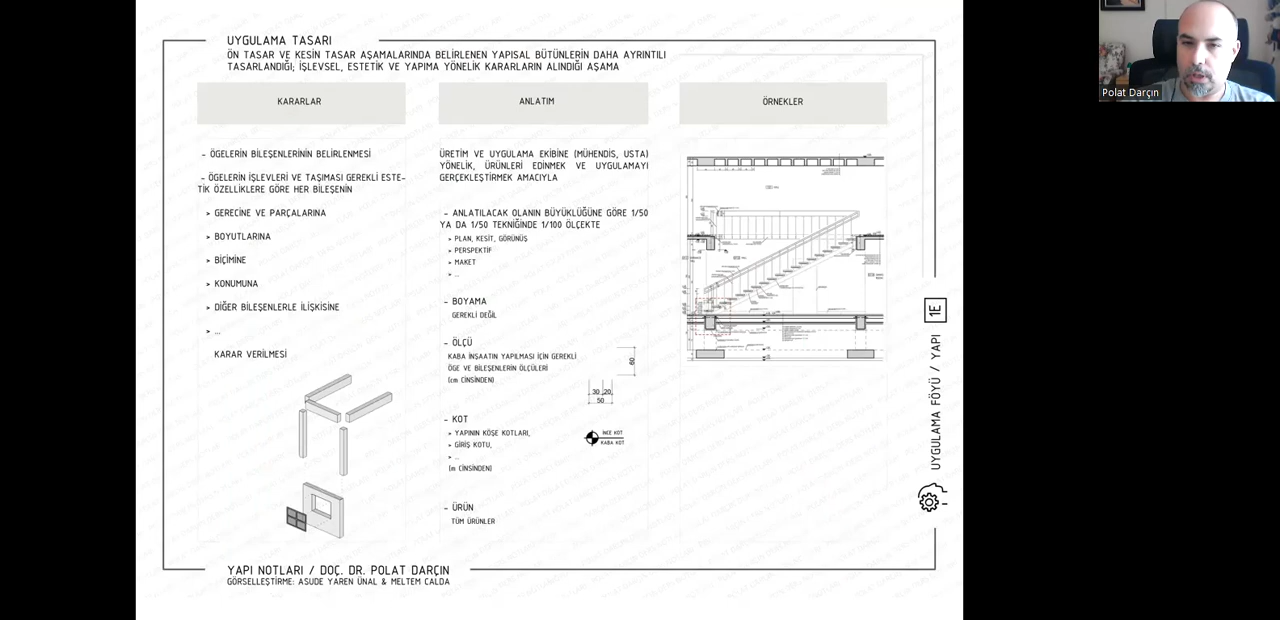 UYGULAMA TASARI
ÖN TASAR VE KESİN TASAR AŞAMALARINDA BELİRLENEN YAPISAL BÜTÜNLERİN DAHA AYRINTILI
TASARLANDIĞI; İŞLEVSEL, ESTETİK VE YAPIMA YÖNELİK KARARLARIN ALINDIĞI AŞAMA
KARARLAR
- ÖGELERİN BİLEŞENLERİNİN BELİRLENMESİ
- ÖGELERİN İŞLEVLERİ VE TAŞIMASI GEREKLİ ESTE-
TİK ÖZELLİKLERE GÖRE HER BİLEŞENİN
> GERECİNE VE PARÇALARINA
> BOYUTLARINA
> BİÇİMİNE
> KONUMUNA
> DİĞER BİLEŞENLERLE İLİŞKİSİNE
> ...
KARAR VERİLMESİ
ANLATIM
ÜRETİM VE UYGULAMA EKİBİNE (MÜHENDİS, USTA)
YÖNELİK, ÜRÜNLERİ EDİNMEK VE UYGULAMAYI
GERÇEKLEŞTİRMEK AMACIYLA
- ANLATILACAK OLANIN BÜYÜKLÜĞÜNE GÖRE 1/50
YA DA 1/50 TEKNİĞİNDE 1/100 ÖLÇEKTE
> PLAN, KESİT, GÖRÜNÜŞ
> PERSPEKTİF
> MAKET
> ...
- BOYAMA
GEREKLİ DEĞİL
- ÖLÇÜ
KABA İNŞAATIN YAPILMASI İÇİN GEREKLİ
ÖGE VE BİLEŞENLERİN ÖLÇÜLERİ
(cm CİNSİNDEN)
60
30 20
50
- KOT
> YAPININ KÖŞE KOTLARI,
> GİRİŞ KOTU,
> ...
(m CİNSİNDEN)
İNCE KOT
KABA KOT
- ÜRÜN
TÜM ÜRÜNLER
ÖRNEKLER
UYGULAMA FÖYÜ / YAPI 1E
YAPI NOTLARI / DOÇ. DR. POLAT DARÇIN
GÖRSELLEŞTİRME: ASUDE YAREN ÜNAL & MELTEM CALDA
Polat Darçın